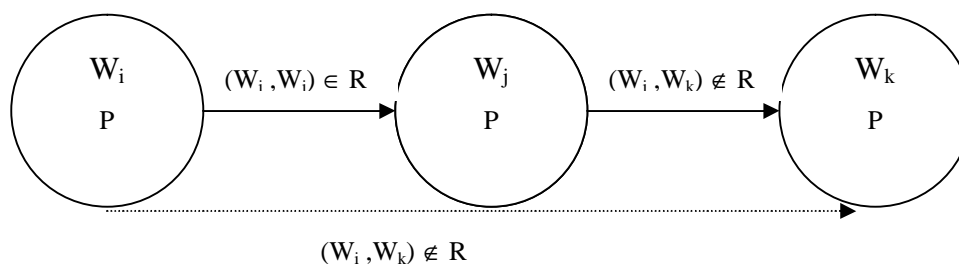 Wᵢ (Wᵢ ,Wᵢ) ∈ R Wⱼ (Wᵢ ,Wₖ) ∉ R Wₖ
P P P
(Wᵢ ,Wₖ) ∉ R